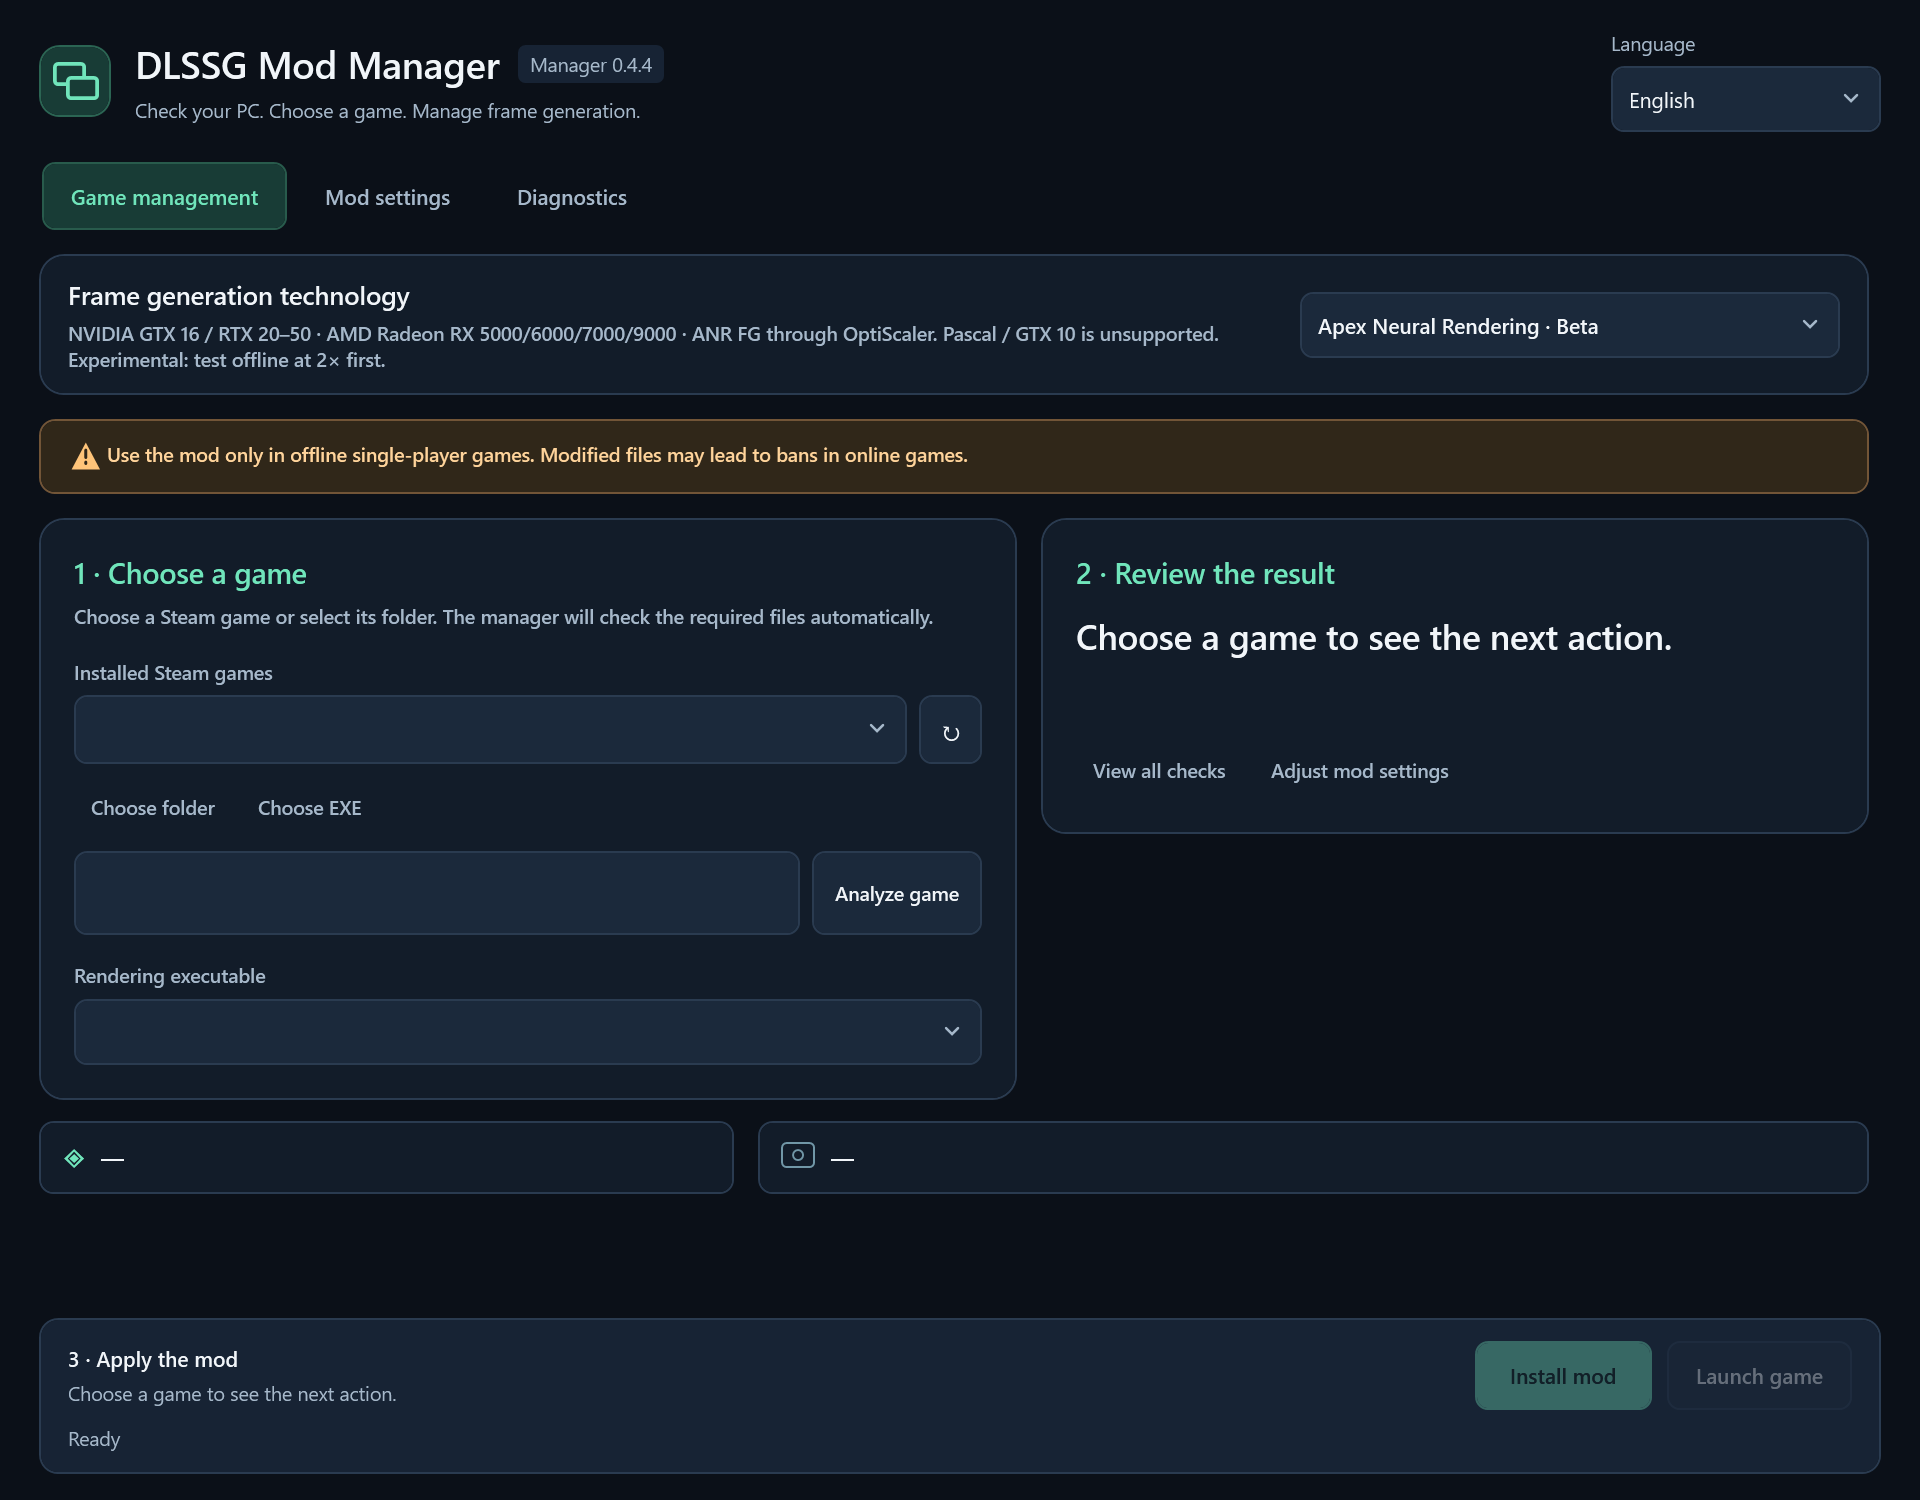 DLSSG Mod Manager
Manager 0.4.4
Check your PC. Choose a game. Manage frame generation.
Language
English
Game management
Mod settings
Diagnostics
Frame generation technology
NVIDIA GTX 16 / RTX 20–50 · AMD Radeon RX 5000/6000/7000/9000 · ANR FG through OptiScaler. Pascal / GTX 10 is unsupported.
Experimental: test offline at 2× first.
Apex Neural Rendering · Beta
Use the mod only in offline single-player games. Modified files may lead to bans in online games.
1 · Choose a game
Choose a Steam game or select its folder. The manager will check the required files automatically.
Installed Steam games
Choose folder
Choose EXE
Analyze game
Rendering executable
2 · Review the result
Choose a game to see the next action.
View all checks
Adjust mod settings
—
—
3 · Apply the mod
Choose a game to see the next action.
Ready
Install mod
Launch game